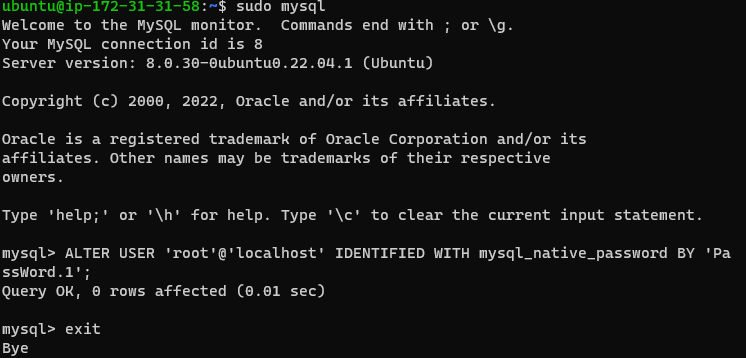 ubuntu@ip-172-31-31-58:~$ sudo mysql
Welcome to the MySQL monitor.  Commands end with ; or \g.
Your MySQL connection id is 8
Server version: 8.0.30-0ubuntu0.22.04.1 (Ubuntu)

Copyright (c) 2000, 2022, Oracle and/or its affiliates.

Oracle is a registered trademark of Oracle Corporation and/or its
affiliates. Other names may be trademarks of their respective
owners.

Type 'help;' or '\h' for help. Type '\c' to clear the current input statement.

mysql> ALTER USER 'root'@'localhost' IDENTIFIED WITH mysql_native_password BY 'Pa
ssWord.1';
Query OK, 0 rows affected (0.01 sec)

mysql> exit
Bye